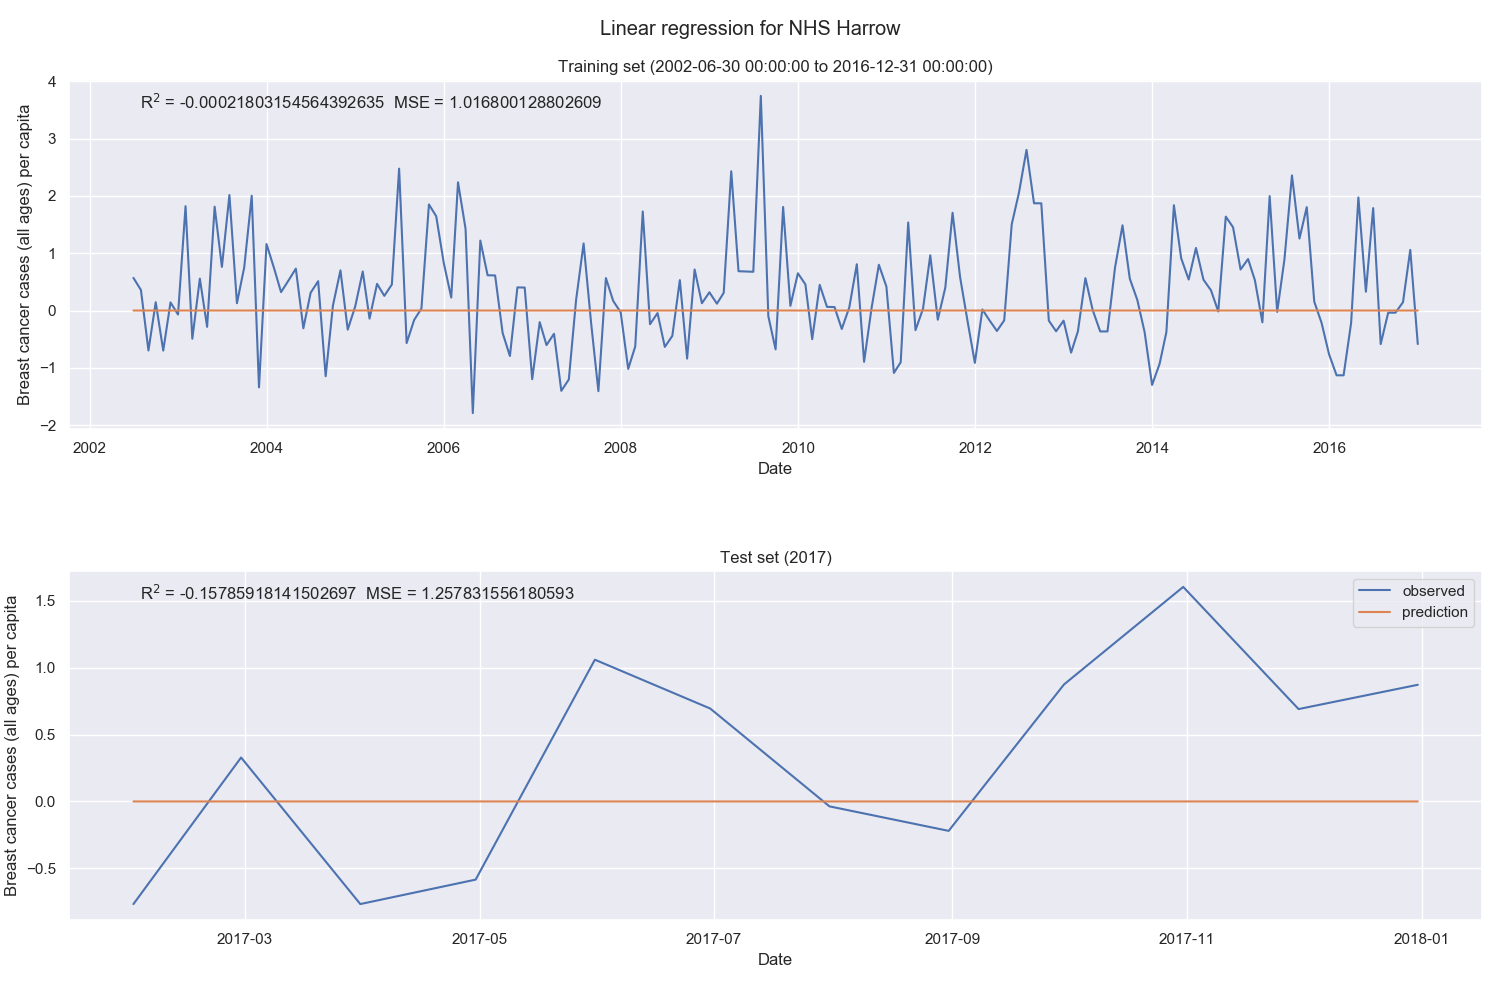 Linear regression for NHS Harrow
Training set (2002-06-30 00:00:00 to 2016-12-31 00:00:00)
R² = -0.00021803154564392635 MSE = 1.016800128802609
Breast cancer cases (all ages) per capita
4
3
2
1
0
−1
−2
2002 2004 2006 2008 2010 2012 2014 2016
Date
Test set (2017)
R² = -0.15785918141502697 MSE = 1.257831556180593
observed
prediction
Breast cancer cases (all ages) per capita
1.5
1.0
0.5
0.0
−0.5
2017-03 2017-05 2017-07 2017-09 2017-11 2018-01
Date